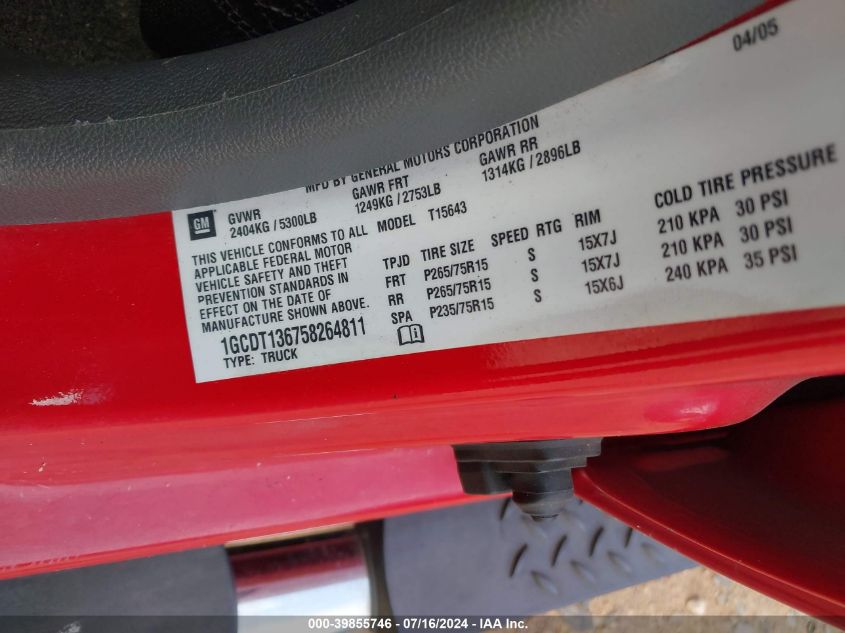 04/05
MFD BY GENERAL MOTORS CORPORATION
GM
GVWR GAWR FRT GAWR RR
2404KG / 5300LB 1249KG / 2753LB 1314KG / 2896LB
THIS VEHICLE CONFORMS TO ALL MODEL T15643
APPLICABLE FEDERAL MOTOR
VEHICLE SAFETY AND THEFT
PREVENTION STANDARDS IN
EFFECT ON THE DATE OF
MANUFACTURE SHOWN ABOVE.
TPJD TIRE SIZE SPEED RTG RIM COLD TIRE PRESSURE
FRT P265/75R15 S 15X7J 210 KPA 30 PSI
RR P265/75R15 S 15X7J 210 KPA 30 PSI
SPA P235/75R15 S 15X6J 240 KPA 35 PSI
1GCDT136758264811
TYPE: TRUCK
000-39855746 - 07/16/2024 - IAA Inc.